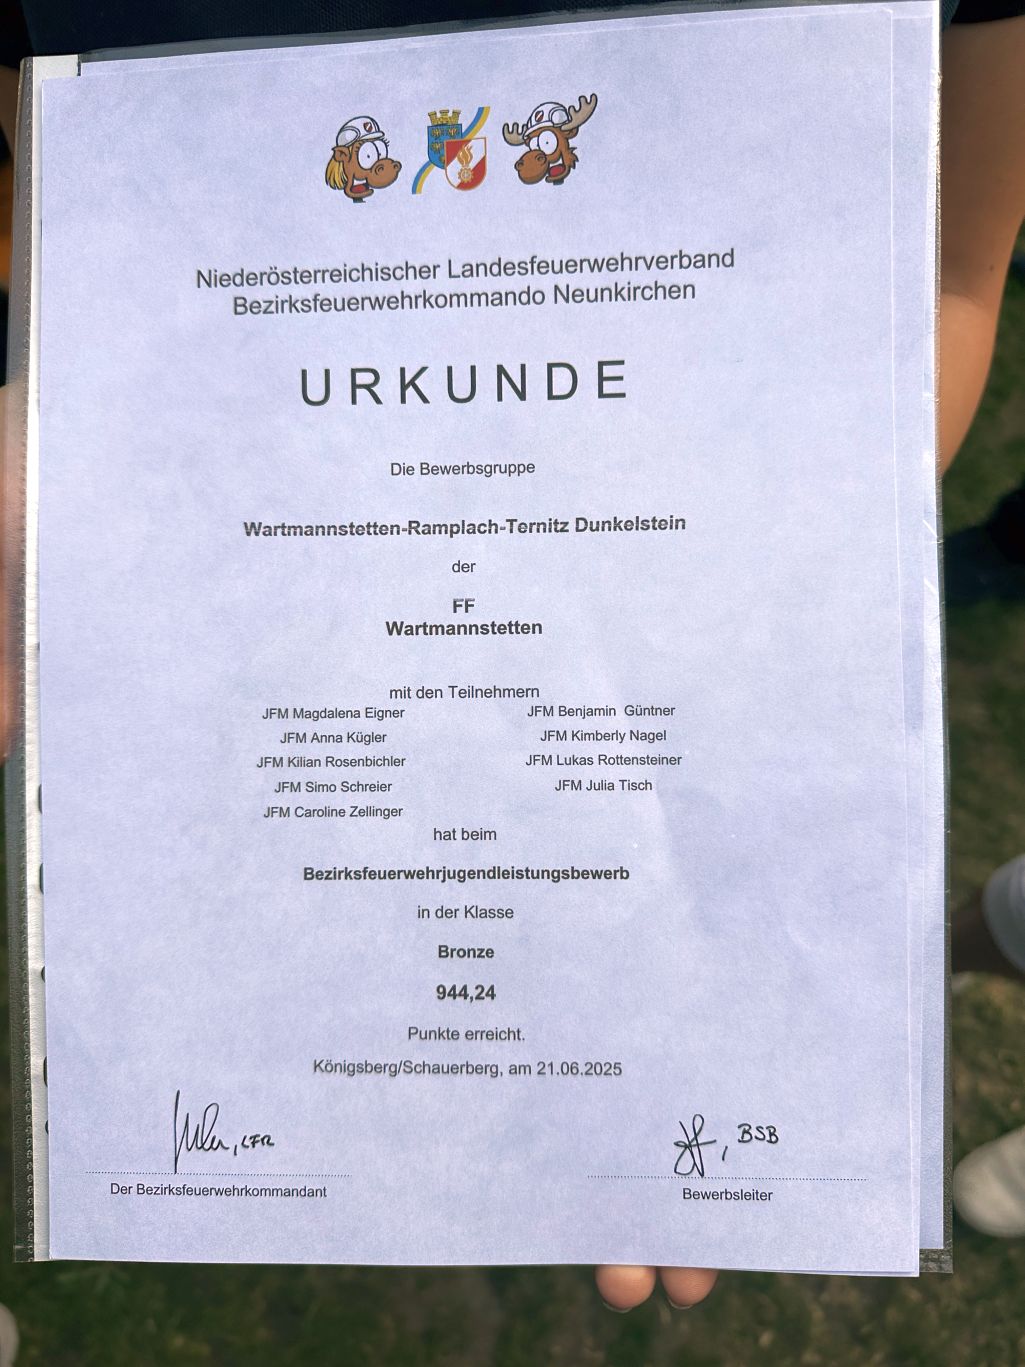 Niederösterreichischer Landesfeuerwehrverband
Bezirksfeuerwehrkommando Neunkirchen
URKUNDE
Die Bewerbsgruppe
Wartmannstetten-Ramplach-Ternitz Dunkelstein
der
FF
Wartmannstetten
mit den Teilnehmern
JFM Magdalena Eigner JFM Benjamin Güntner
JFM Anna Kügler JFM Kimberly Nagel
JFM Kilian Rosenbichler JFM Lukas Rottensteiner
JFM Simo Schreier JFM Julia Tisch
JFM Caroline Zellinger
hat beim
Bezirksfeuerwehrjugendleistungsbewerb
in der Klasse
Bronze
944,24
Punkte erreicht.
Königsberg/Schauerberg, am 21.06.2025
, LFR , BSB
Der Bezirksfeuerwehrkommandant Bewerbsleiter